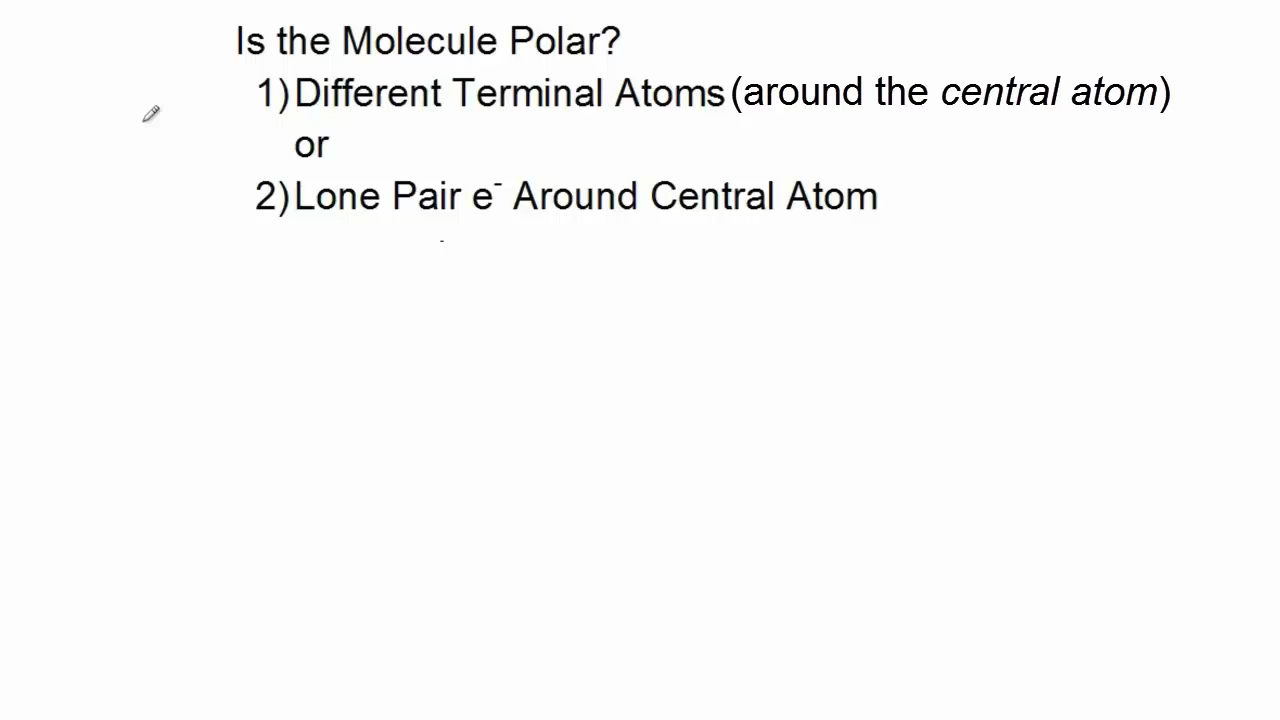 Is the Molecule Polar?
1) Different Terminal Atoms (around the central atom)
or
2) Lone Pair e⁻ Around Central Atom